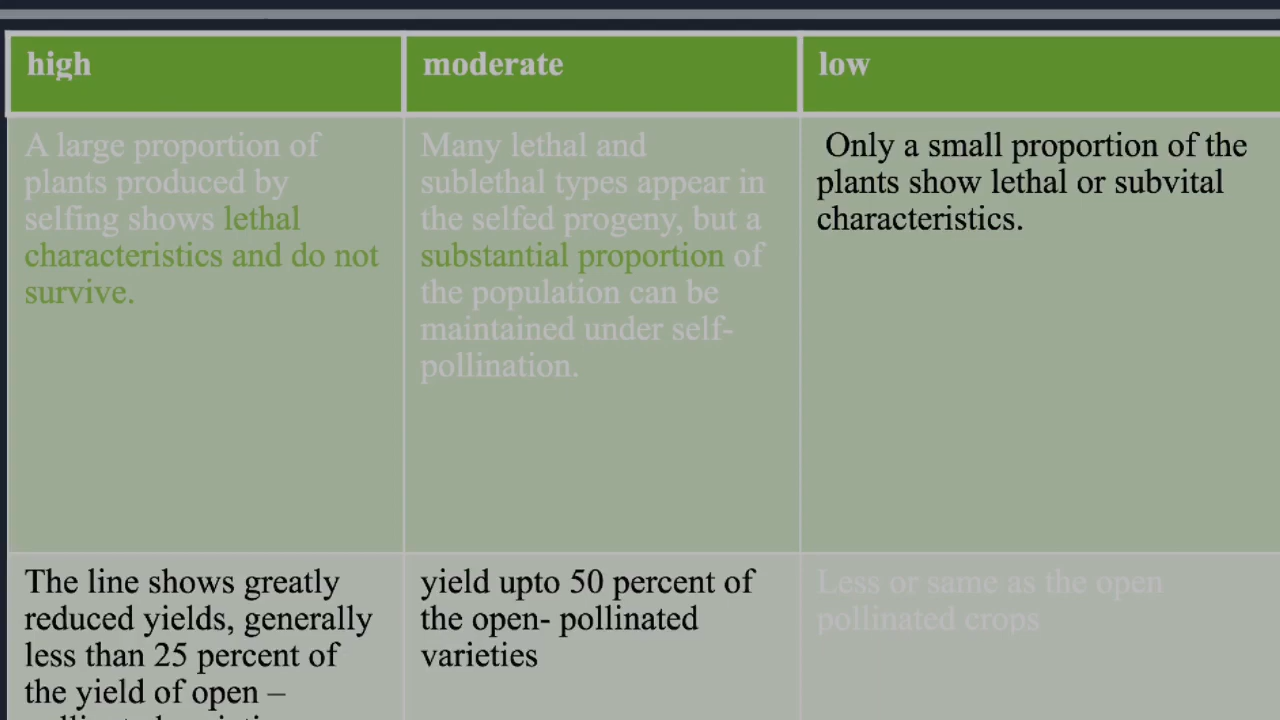 high
moderate
low
A large proportion of
plants produced by
selfing shows lethal
characteristics and do not
survive.
Many lethal and
sublethal types appear in
the selfed progeny, but a
substantial proportion of
the population can be
maintained under self-
pollination.
Only a small proportion of the
plants show lethal or subvital
characteristics.
The line shows greatly
reduced yields, generally
less than 25 percent of
the yield of open –
yield upto 50 percent of
the open- pollinated
varieties
Less or same as the open
pollinated crops